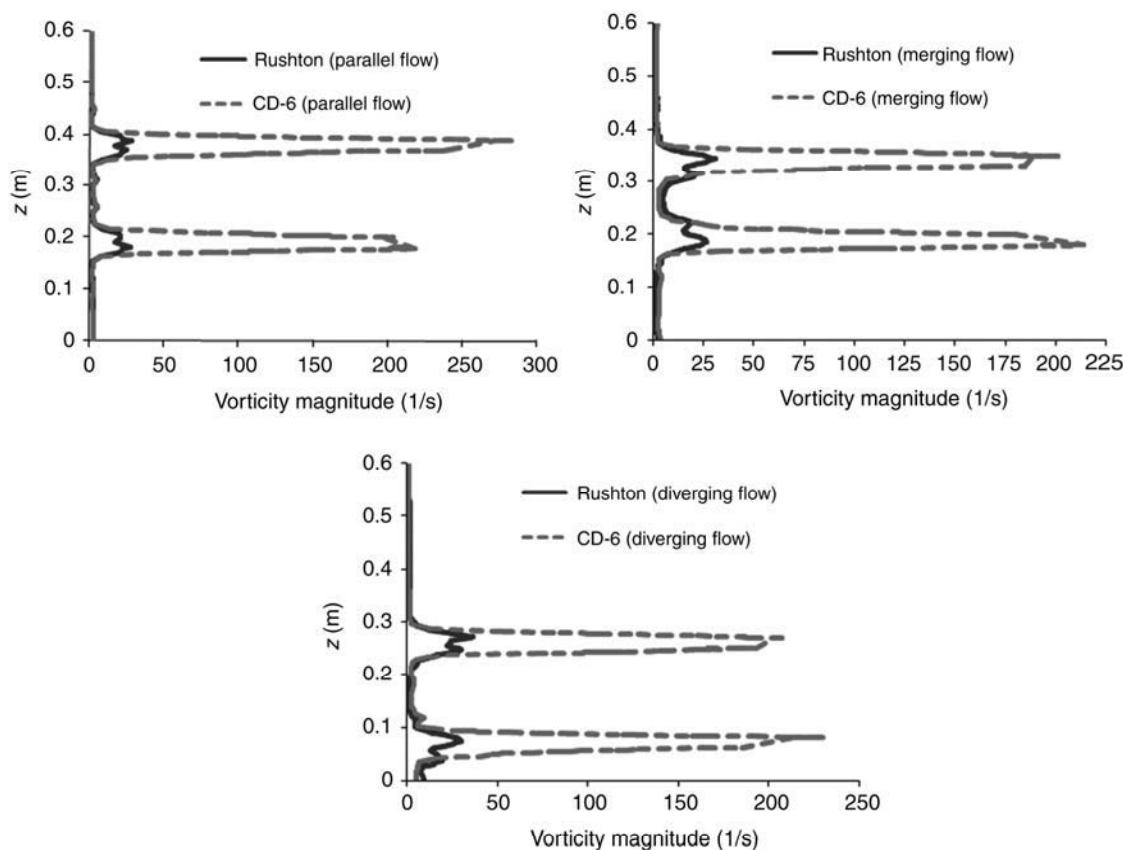 0.6
0.5
0.4
0.3
0.2
0.1
0
z (m)
Rushton (parallel flow)
CD-6 (parallel flow)
0 50 100 150 200 250 300
Vorticity magnitude (1/s)
0.6
0.5
0.4
0.3
0.2
0.1
0
z (m)
Rushton (merging flow)
CD-6 (merging flow)
0 25 50 75 100 125 150 175 200 225
Vorticity magnitude (1/s)
0.6
0.5
0.4
0.3
0.2
0.1
0
z (m)
Rushton (diverging flow)
CD-6 (diverging flow)
0 50 100 150 200 250
Vorticity magnitude (1/s)